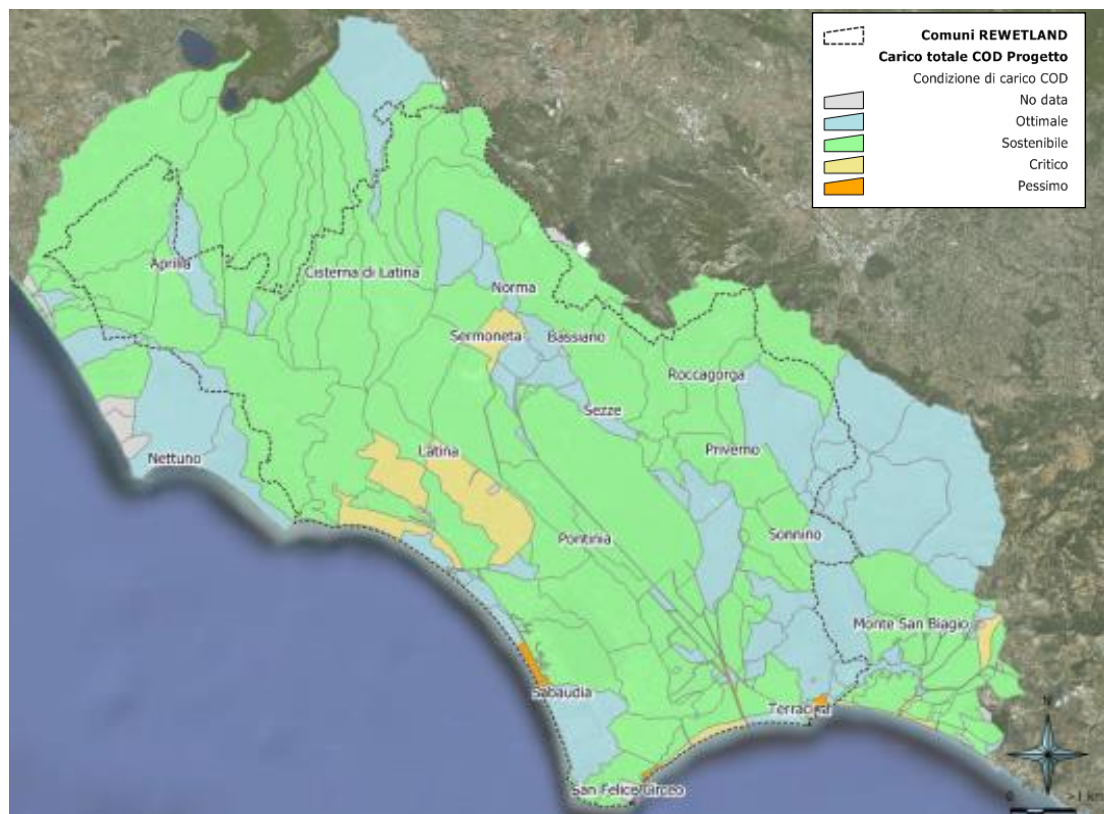 Comuni REWETLAND
Carico totale COD Progetto
Condizione di carico COD
No data
Ottimale
Sostenibile
Critico
Pessimo
Aprilia
Cisterna di Latina
Norma
Sermoneta
Bassiano
Roccagorga
Sezze
Latina
Priverno
Nettuno
Pontinia
Sonnino
Monte San Biagio
Sabaudia
Terracina
San Felice Circeo
N
0